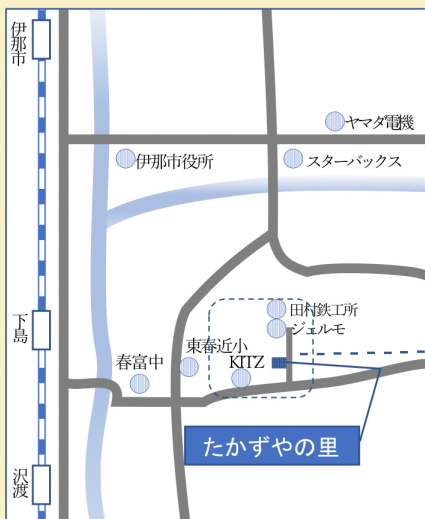 伊那市
ヤマダ電機
伊那市役所
スターバックス
下島
田村鉄工所
ジェルモ
東春近小
KITZ
春富中
たかずやの里
沢渡